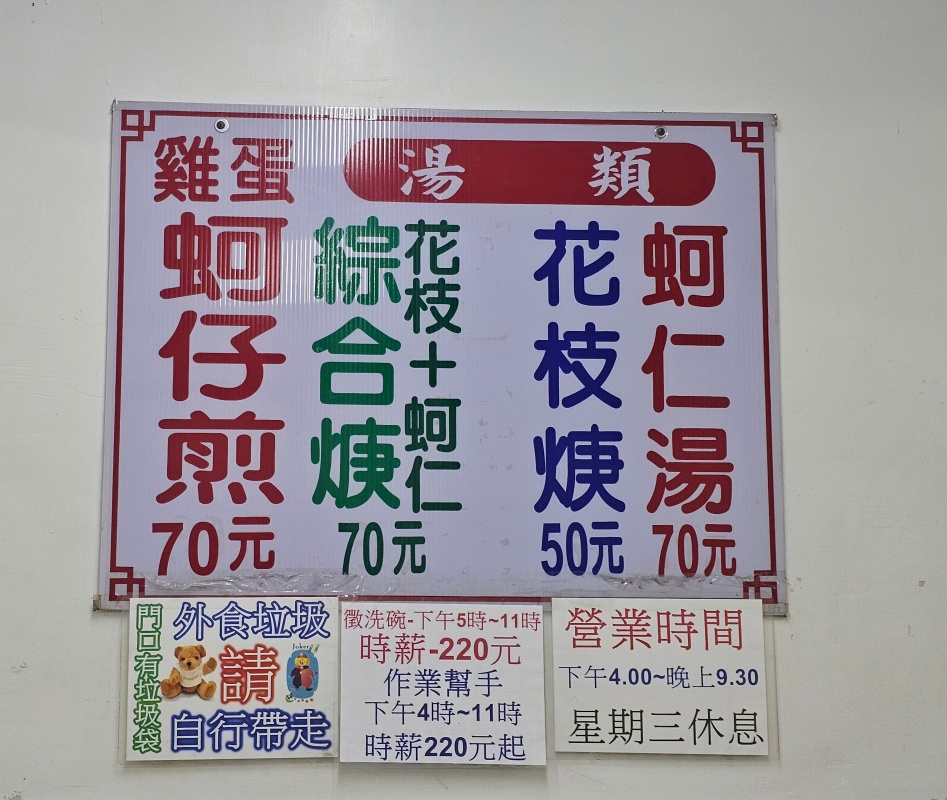 雞蛋
蚵仔煎
70元
湯類
綜合焿
花枝+蚵仁
70元
花枝焿
50元
蚵仁湯
70元
門口有垃圾袋
外食垃圾
請
Joker
自行帶走
徵洗碗-下午5時~11時
時薪-220元
作業幫手
下午4時~11時
時薪220元起
營業時間
下午4.00~晚上9.30
星期三休息